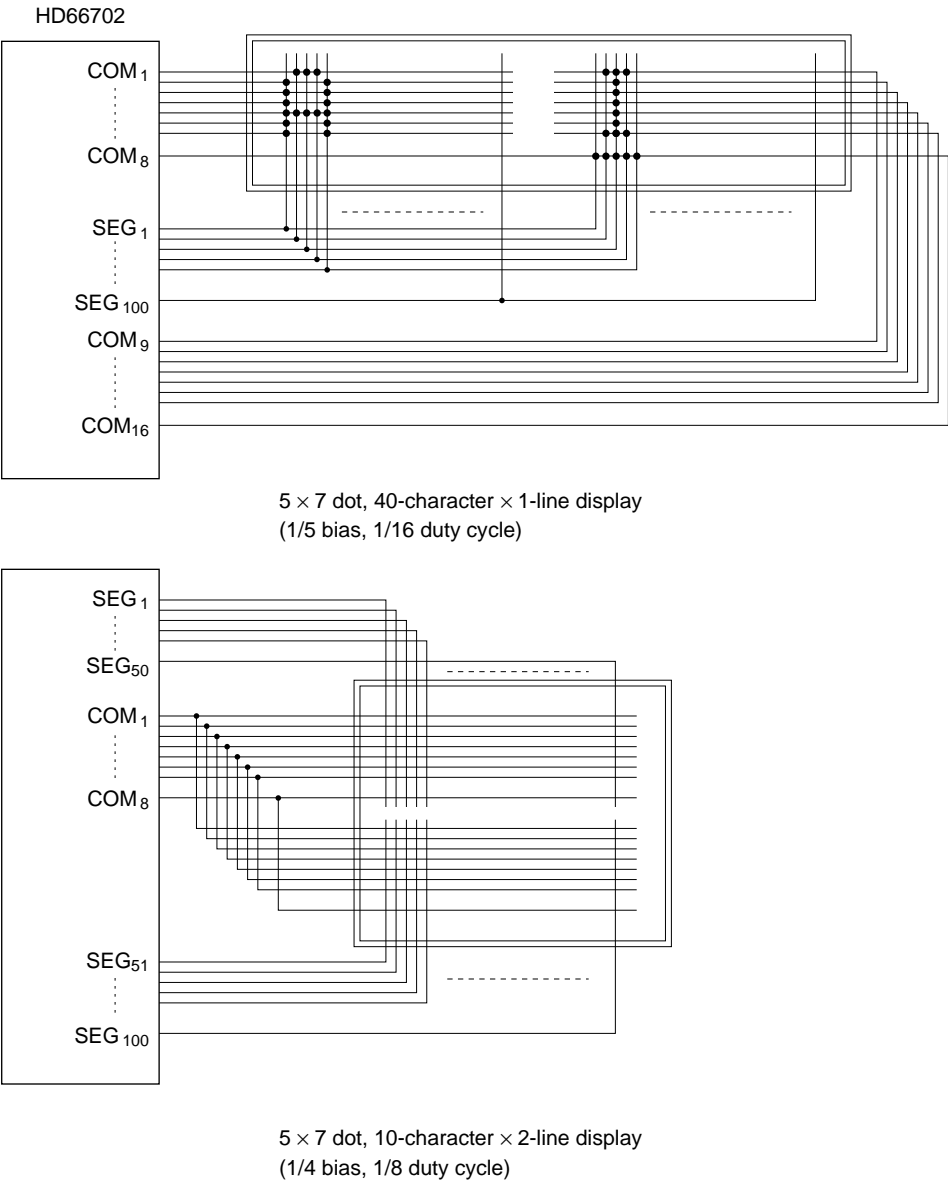 HD66702
COM1
COM8
SEG1
SEG100
COM9
COM16
5 × 7 dot, 40-character × 1-line display
(1/5 bias, 1/16 duty cycle)
SEG1
SEG50
COM1
COM8
SEG51
SEG100
5 × 7 dot, 10-character × 2-line display
(1/4 bias, 1/8 duty cycle)